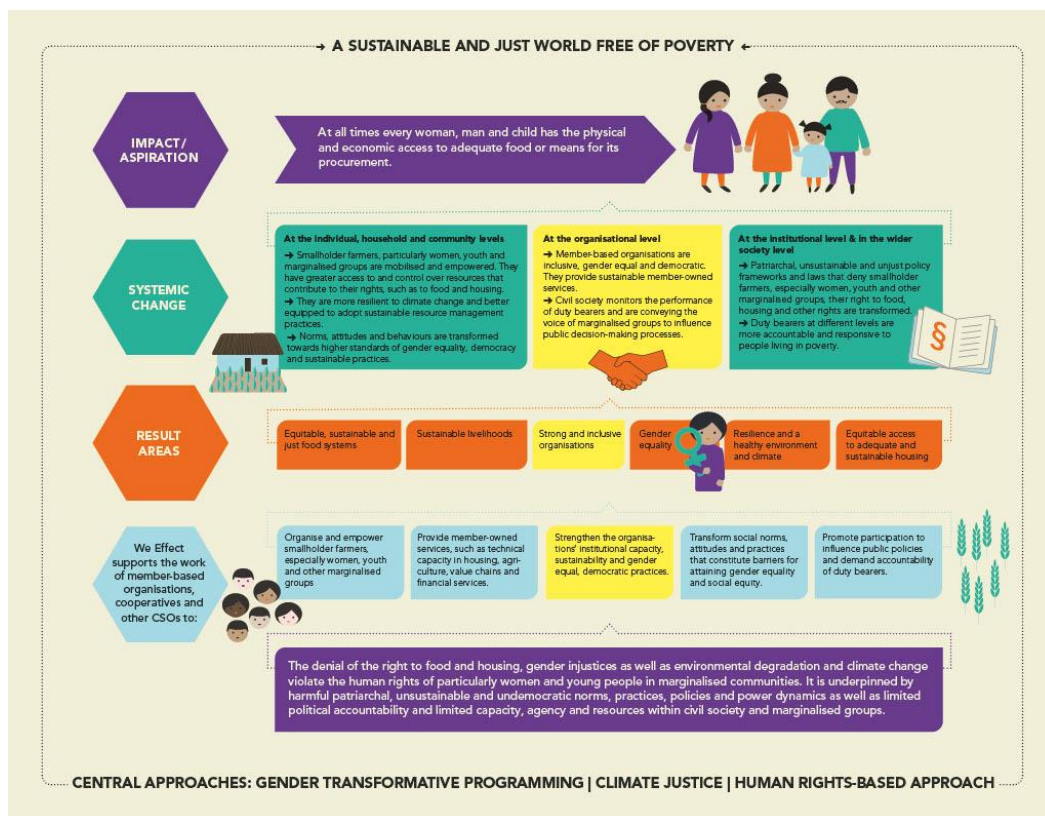 → A SUSTAINABLE AND JUST WORLD FREE OF POVERTY ←
IMPACT/
ASPIRATION
At all times every woman, man and child has the physical
and economic access to adequate food or means for its
procurement.
SYSTEMIC
CHANGE
At the individual, household and community levels
→ Smallholder farmers, particularly women, youth and
marginalised groups are mobilised and empowered. They
have greater access to and control over resources that
contribute to their rights, such as to food and housing.
→ They are more resilient to climate change and better
equipped to adopt sustainable resource management
practices.
→ Norms, attitudes and behaviours are transformed
towards higher standards of gender equality, democracy
and sustainable practices.
At the organisational level
→ Member-based organisations are
inclusive, gender equal and democratic.
They provide sustainable member-owned
services.
→ Civil society monitors the performance
of duty bearers and are conveying the
voice of marginalised groups to influence
public decision-making processes.
At the institutional level & in the wider
society level
→ Patriarchal, unsustainable and unjust policy
frameworks and laws that deny smallholder
farmers, especially women, youth and other
marginalised groups, their right to food,
housing and other rights are transformed.
→ Duty bearers at different levels are
more accountable and responsive to
people living in poverty.
§
RESULT
AREAS
Equitable, sustainable and
just food systems
Sustainable livelihoods
Strong and inclusive
organisations
Gender
equality
Resilience and a
healthy environment
and climate
Equitable access
to adequate and
sustainable housing
We Effect
supports the work
of member-based
organisations,
cooperatives and
other CSOs to:
Organise and empower
smallholder farmers,
especially women, youth
and other marginalised
groups
Provide member-owned
services, such as technical
capacity in housing, agri-
culture, value chains and
financial services.
Strengthen the organisa-
tions' institutional capacity,
sustainability and gender
equal, democratic practices.
Transform social norms,
attitudes and practices
that constitute barriers for
attaining gender equality
and social equity.
Promote participation to
influence public policies
and demand accountability
of duty bearers.
The denial of the right to food and housing, gender injustices as well as environmental degradation and climate change
violate the human rights of particularly women and young people in marginalised communities. It is underpinned by
harmful patriarchal, unsustainable and undemocratic norms, practices, policies and power dynamics as well as limited
political accountability and limited capacity, agency and resources within civil society and marginalised groups.
CENTRAL APPROACHES: GENDER TRANSFORMATIVE PROGRAMMING | CLIMATE JUSTICE | HUMAN RIGHTS-BASED APPROACH